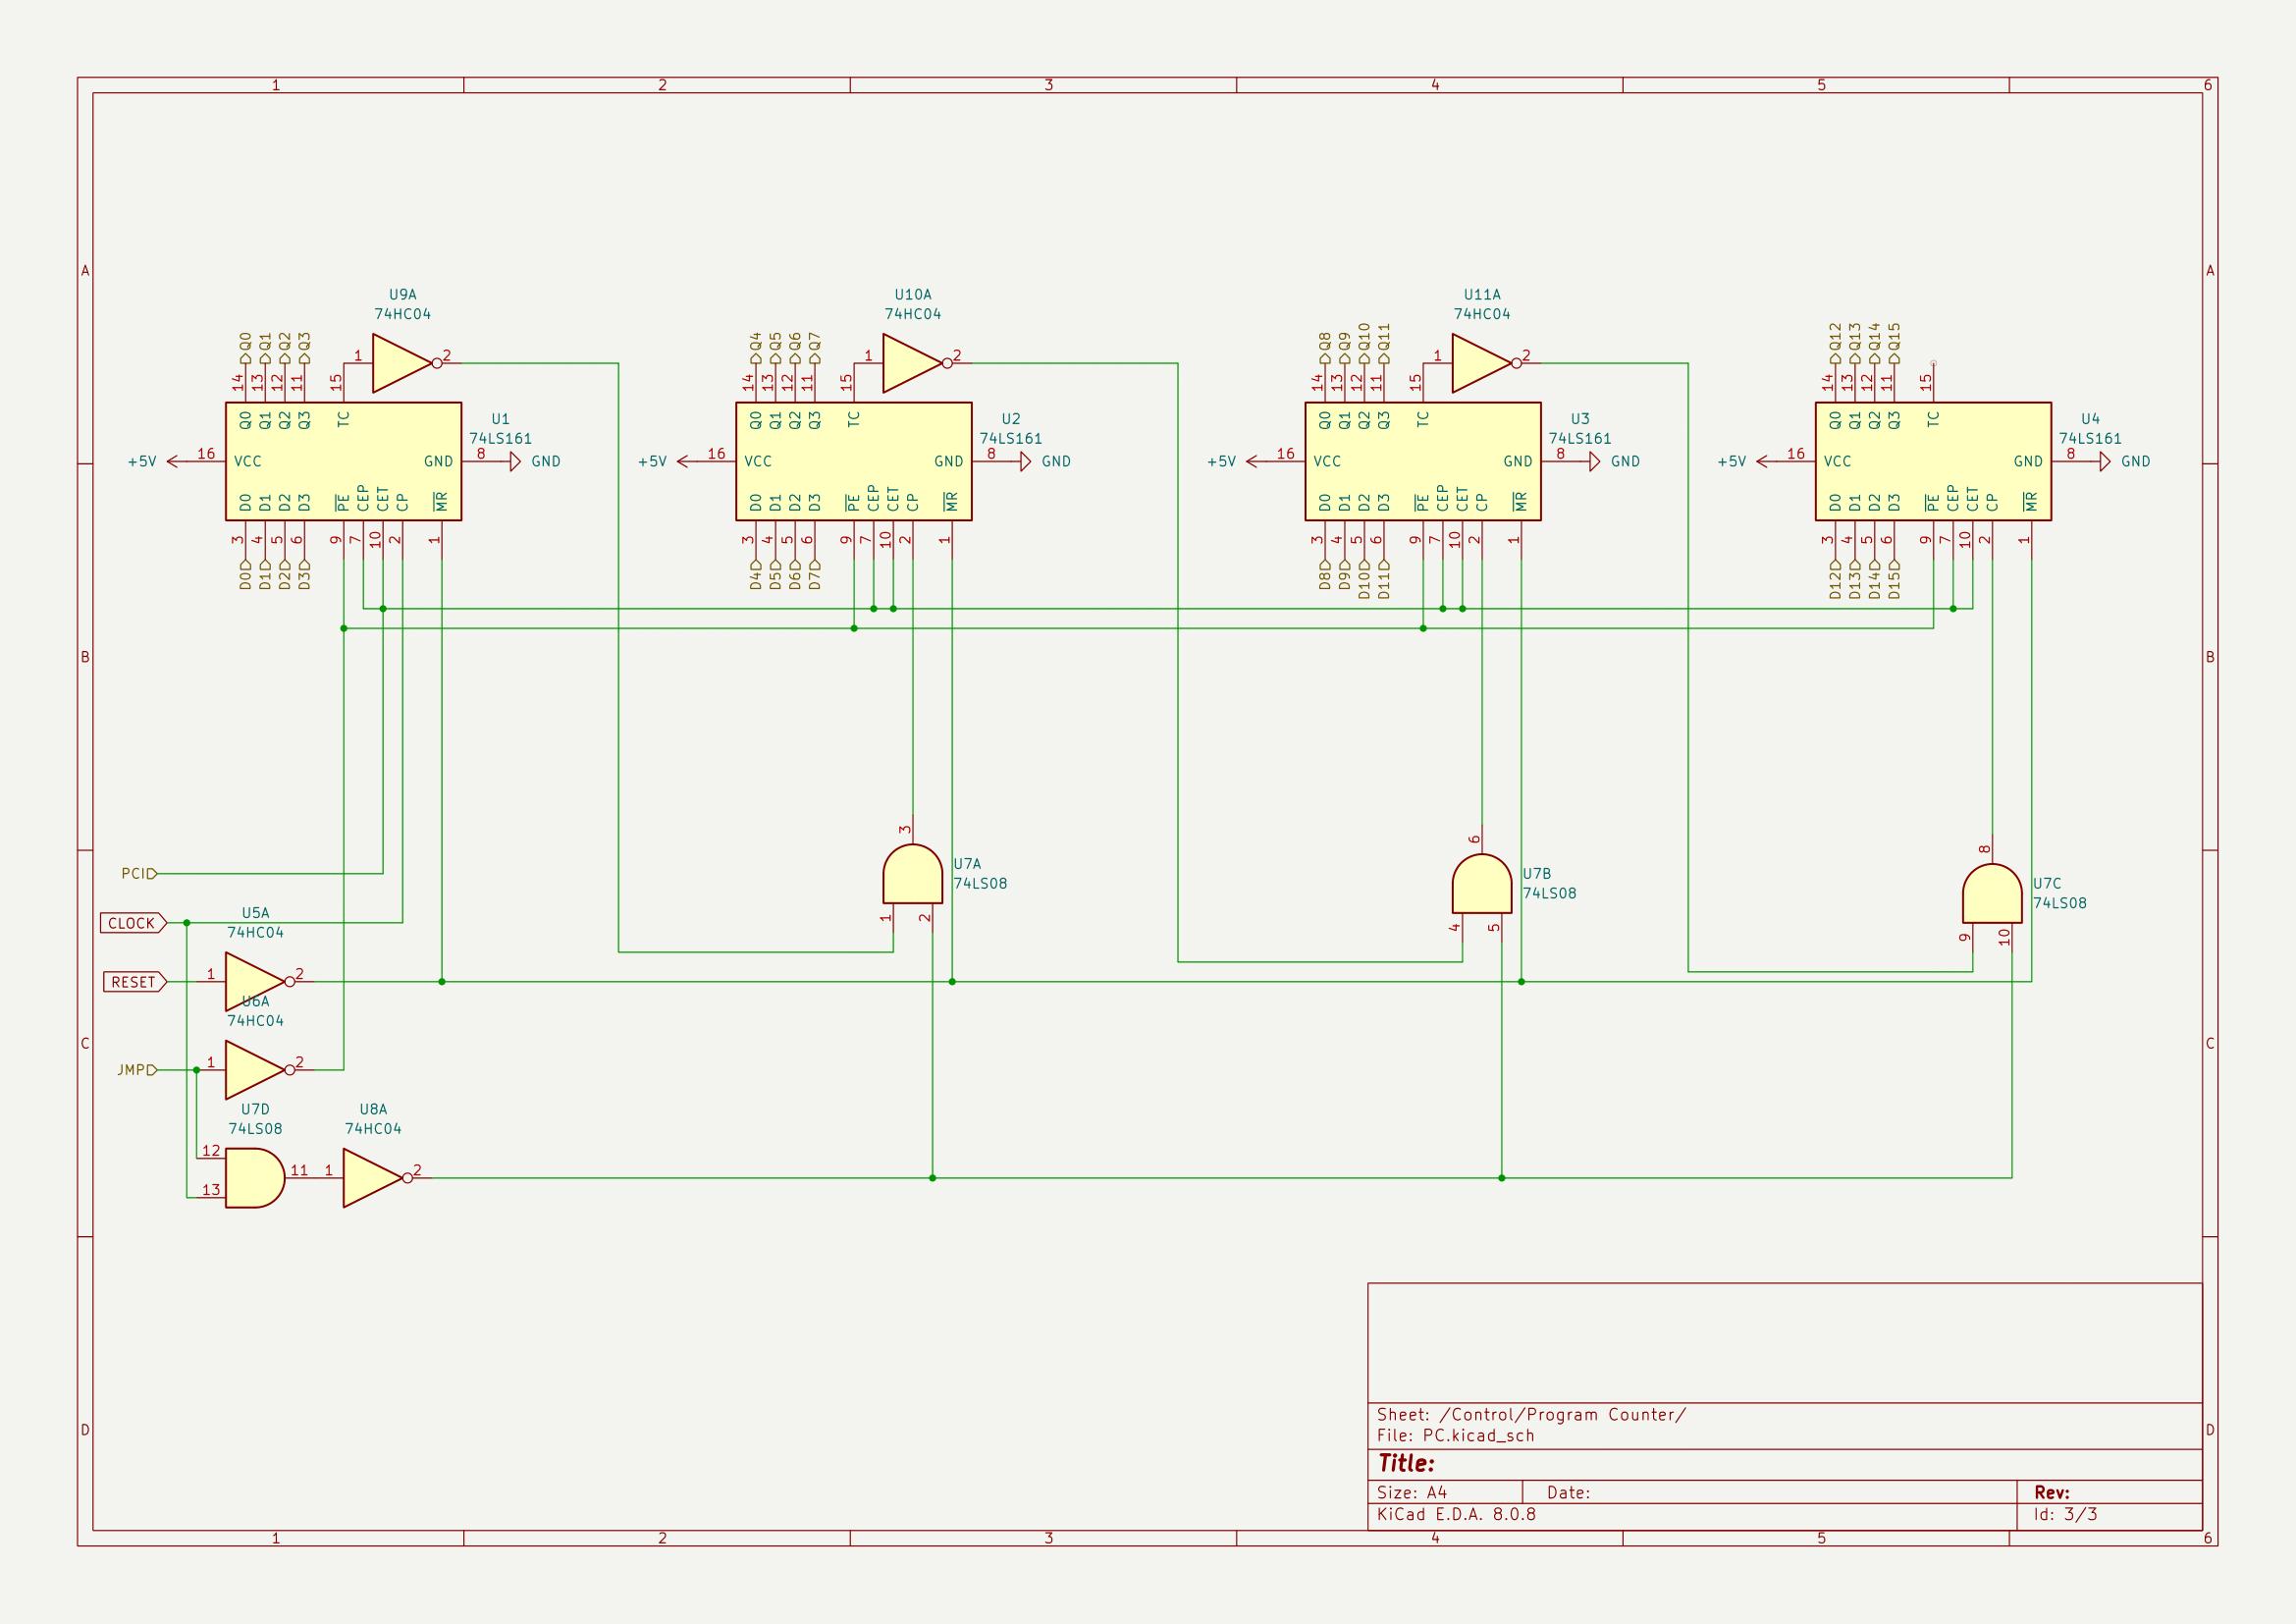 1 2 3 4 5 6
A A
U9A U10A U11A
74HC04 74HC04 74HC04
Q0 Q1 Q2 Q3 Q4 Q5 Q6 Q7 Q8 Q9 Q10 Q11 Q12 Q13 Q14 Q15
1 2 1 2 1 2
14 13 12 11 15 14 13 12 11 15 14 13 12 11 15 14 13 12 11 15
Q0 Q1 Q2 Q3 TC U1 Q0 Q1 Q2 Q3 TC U2 Q0 Q1 Q2 Q3 TC U3 Q0 Q1 Q2 Q3 TC U4
74LS161 74LS161 74LS161 74LS161
+5V 16 VCC GND 8 GND +5V 16 VCC GND 8 GND +5V 16 VCC GND 8 GND +5V 16 VCC GND 8 GND
D0 D1 D2 D3 PE CEP CET CP MR D0 D1 D2 D3 PE CEP CET CP MR D0 D1 D2 D3 PE CEP CET CP MR D0 D1 D2 D3 PE CEP CET CP MR
3 4 5 6 9 7 10 2 1 3 4 5 6 9 7 10 2 1 3 4 5 6 9 7 10 2 1 3 4 5 6 9 7 10 2 1
D0 D1 D2 D3 D4 D5 D6 D7 D8 D9 D10 D11 D12 D13 D14 D15
B B
3 6 8
PCI U7A U7B U7C
74LS08 74LS08 74LS08
1 2 4 5 9 10
CLOCK U5A
74HC04
RESET 1 2
U6A
74HC04
C C
JMP 1 2
U7D U8A
74LS08 74HC04
12 11 1 2
13
D D
Sheet: /Control/Program Counter/
File: PC.kicad_sch
Title:
Size: A4 Date: Rev:
KiCad E.D.A. 8.0.8 Id: 3/3
1 2 3 4 5 6